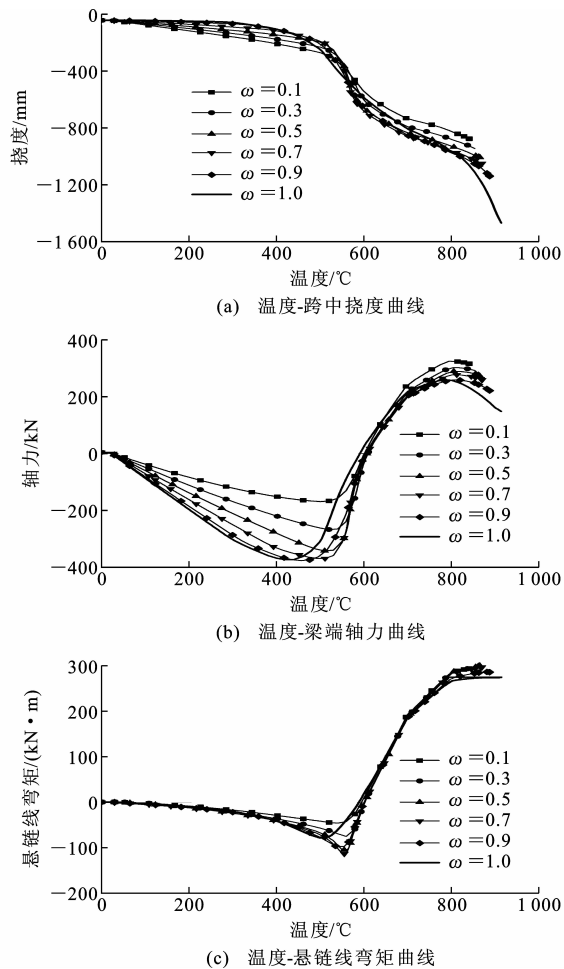 0
−400
−800
−1 200
−1 600
挠度/mm
ω=0.1
ω=0.3
ω=0.5
ω=0.7
ω=0.9
ω=1.0
0 200 400 600 800 1 000
温度/℃
(a) 温度-跨中挠度曲线
400
200
0
−200
−400
轴力/kN
ω=0.1
ω=0.3
ω=0.5
ω=0.7
ω=0.9
ω=1.0
0 200 400 600 800 1 000
温度/℃
(b) 温度-梁端轴力曲线
300
200
100
0
−100
−200
悬链线弯矩/(kN·m)
ω=0.1
ω=0.3
ω=0.5
ω=0.7
ω=0.9
ω=1.0
0 200 400 600 800 1 000
温度/℃
(c) 温度-悬链线弯矩曲线